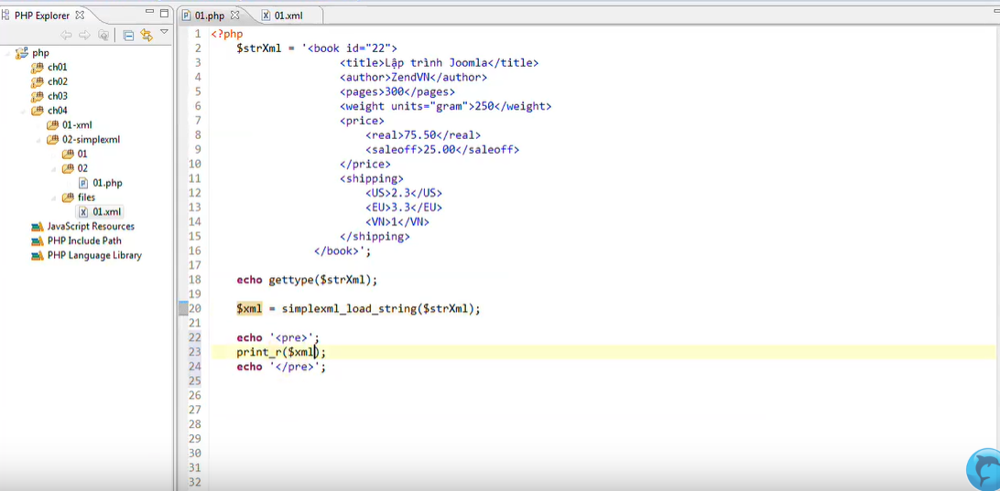 PHP Explorer
php
ch01
ch02
ch03
ch04
01-xml
02-simplexml
01
02
01.php
files
01.xml
JavaScript Resources
PHP Include Path
PHP Language Library
01.php
01.xml
1 <?php
2 $strXml = '<book id="22">
3 <title>Lập trình Joomla</title>
4 <author>ZendVN</author>
5 <pages>300</pages>
6 <weight units="gram">250</weight>
7 <price>
8 <real>75.50</real>
9 <saleoff>25.00</saleoff>
10 </price>
11 <shipping>
12 <US>2.3</US>
13 <EU>3.3</EU>
14 <VN>1</VN>
15 </shipping>
16 </book>';
17
18 echo gettype($strXml);
19
20 $xml = simplexml_load_string($strXml);
21
22 echo '<pre>';
23 print_r($xml);
24 echo '</pre>';
25
26
27
28
29
30
31
32